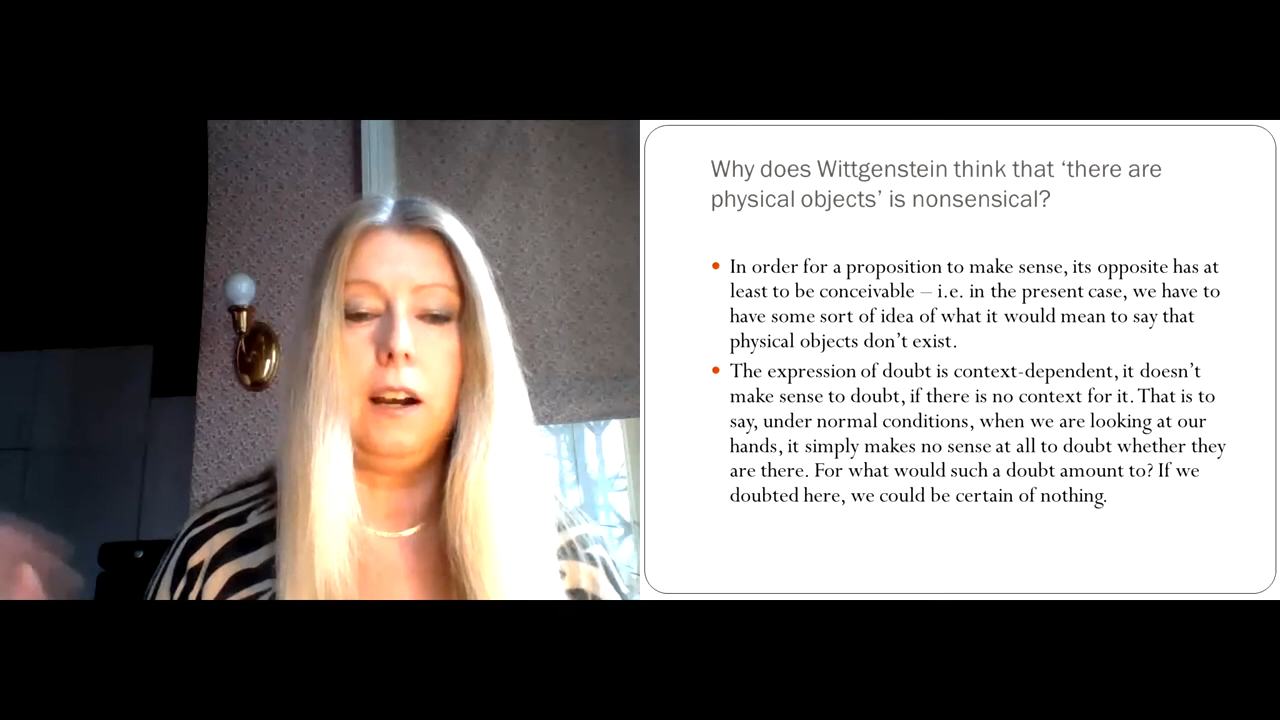 Why does Wittgenstein think that ‘there are
physical objects’ is nonsensical?
• In order for a proposition to make sense, its opposite has at
least to be conceivable – i.e. in the present case, we have to
have some sort of idea of what it would mean to say that
physical objects don’t exist.
• The expression of doubt is context-dependent, it doesn’t
make sense to doubt, if there is no context for it. That is to
say, under normal conditions, when we are looking at our
hands, it simply makes no sense at all to doubt whether they
are there. For what would such a doubt amount to? If we
doubted here, we could be certain of nothing.